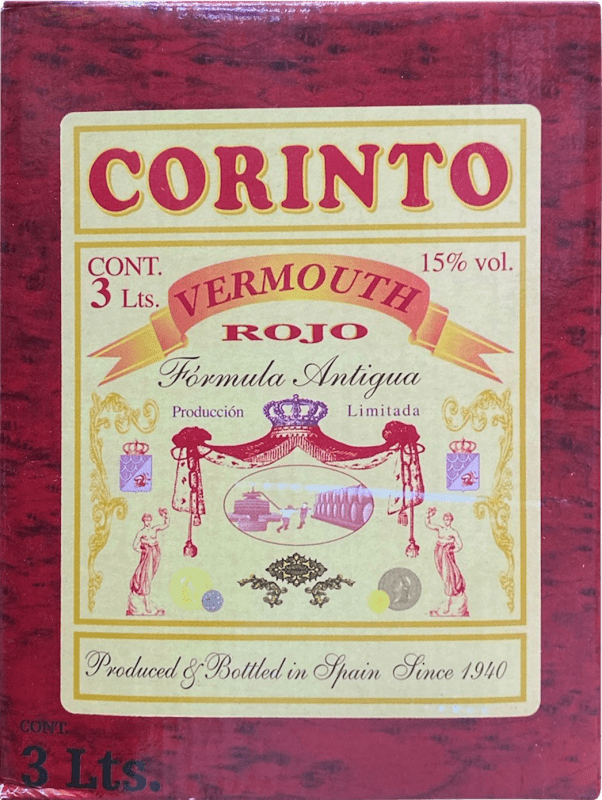 CORINTO
CONT.
3 Lts.
15% vol.
VERMOUTH
ROJO
Fórmula Antigua
Producción Limitada
Produced & Bottled in Spain Since 1940
CONT.
3 Lts.